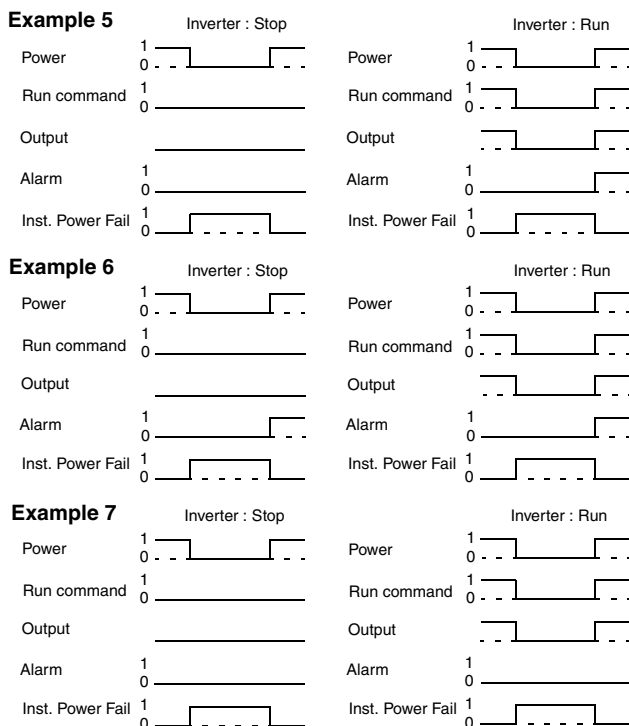 Example 5
Inverter : Stop
Inverter : Run
Power 1 0
Power 1 0
Run command 1 0
Run command 1 0
Output
Output
Alarm 1 0
Alarm 1 0
Inst. Power Fail 1 0
Inst. Power Fail 1 0
Example 6
Inverter : Stop
Inverter : Run
Power 1 0
Power 1 0
Run command 1 0
Run command 1 0
Output
Output
Alarm 1 0
Alarm 1 0
Inst. Power Fail 1 0
Inst. Power Fail 1 0
Example 7
Inverter : Stop
Inverter : Run
Power 1 0
Power 1 0
Run command 1 0
Run command 1 0
Output
Output
Alarm 1 0
Alarm 1 0
Inst. Power Fail 1 0
Inst. Power Fail 1 0